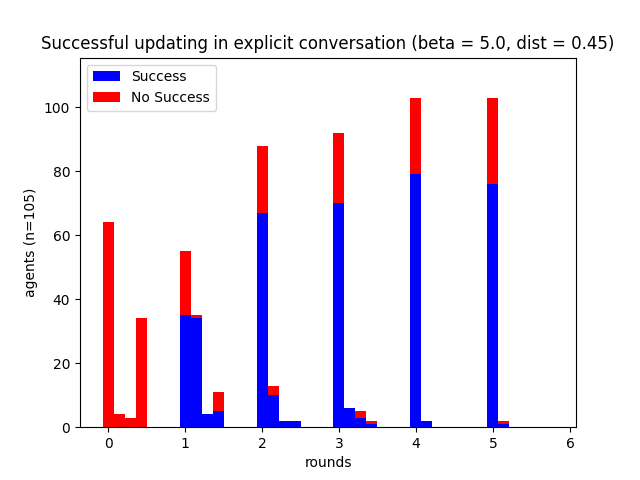 Successful updating in explicit conversation (beta = 5.0, dist = 0.45)
Success
No Success
100
80
60
40
20
0
agents (n=105)
0 1 2 3 4 5 6
rounds